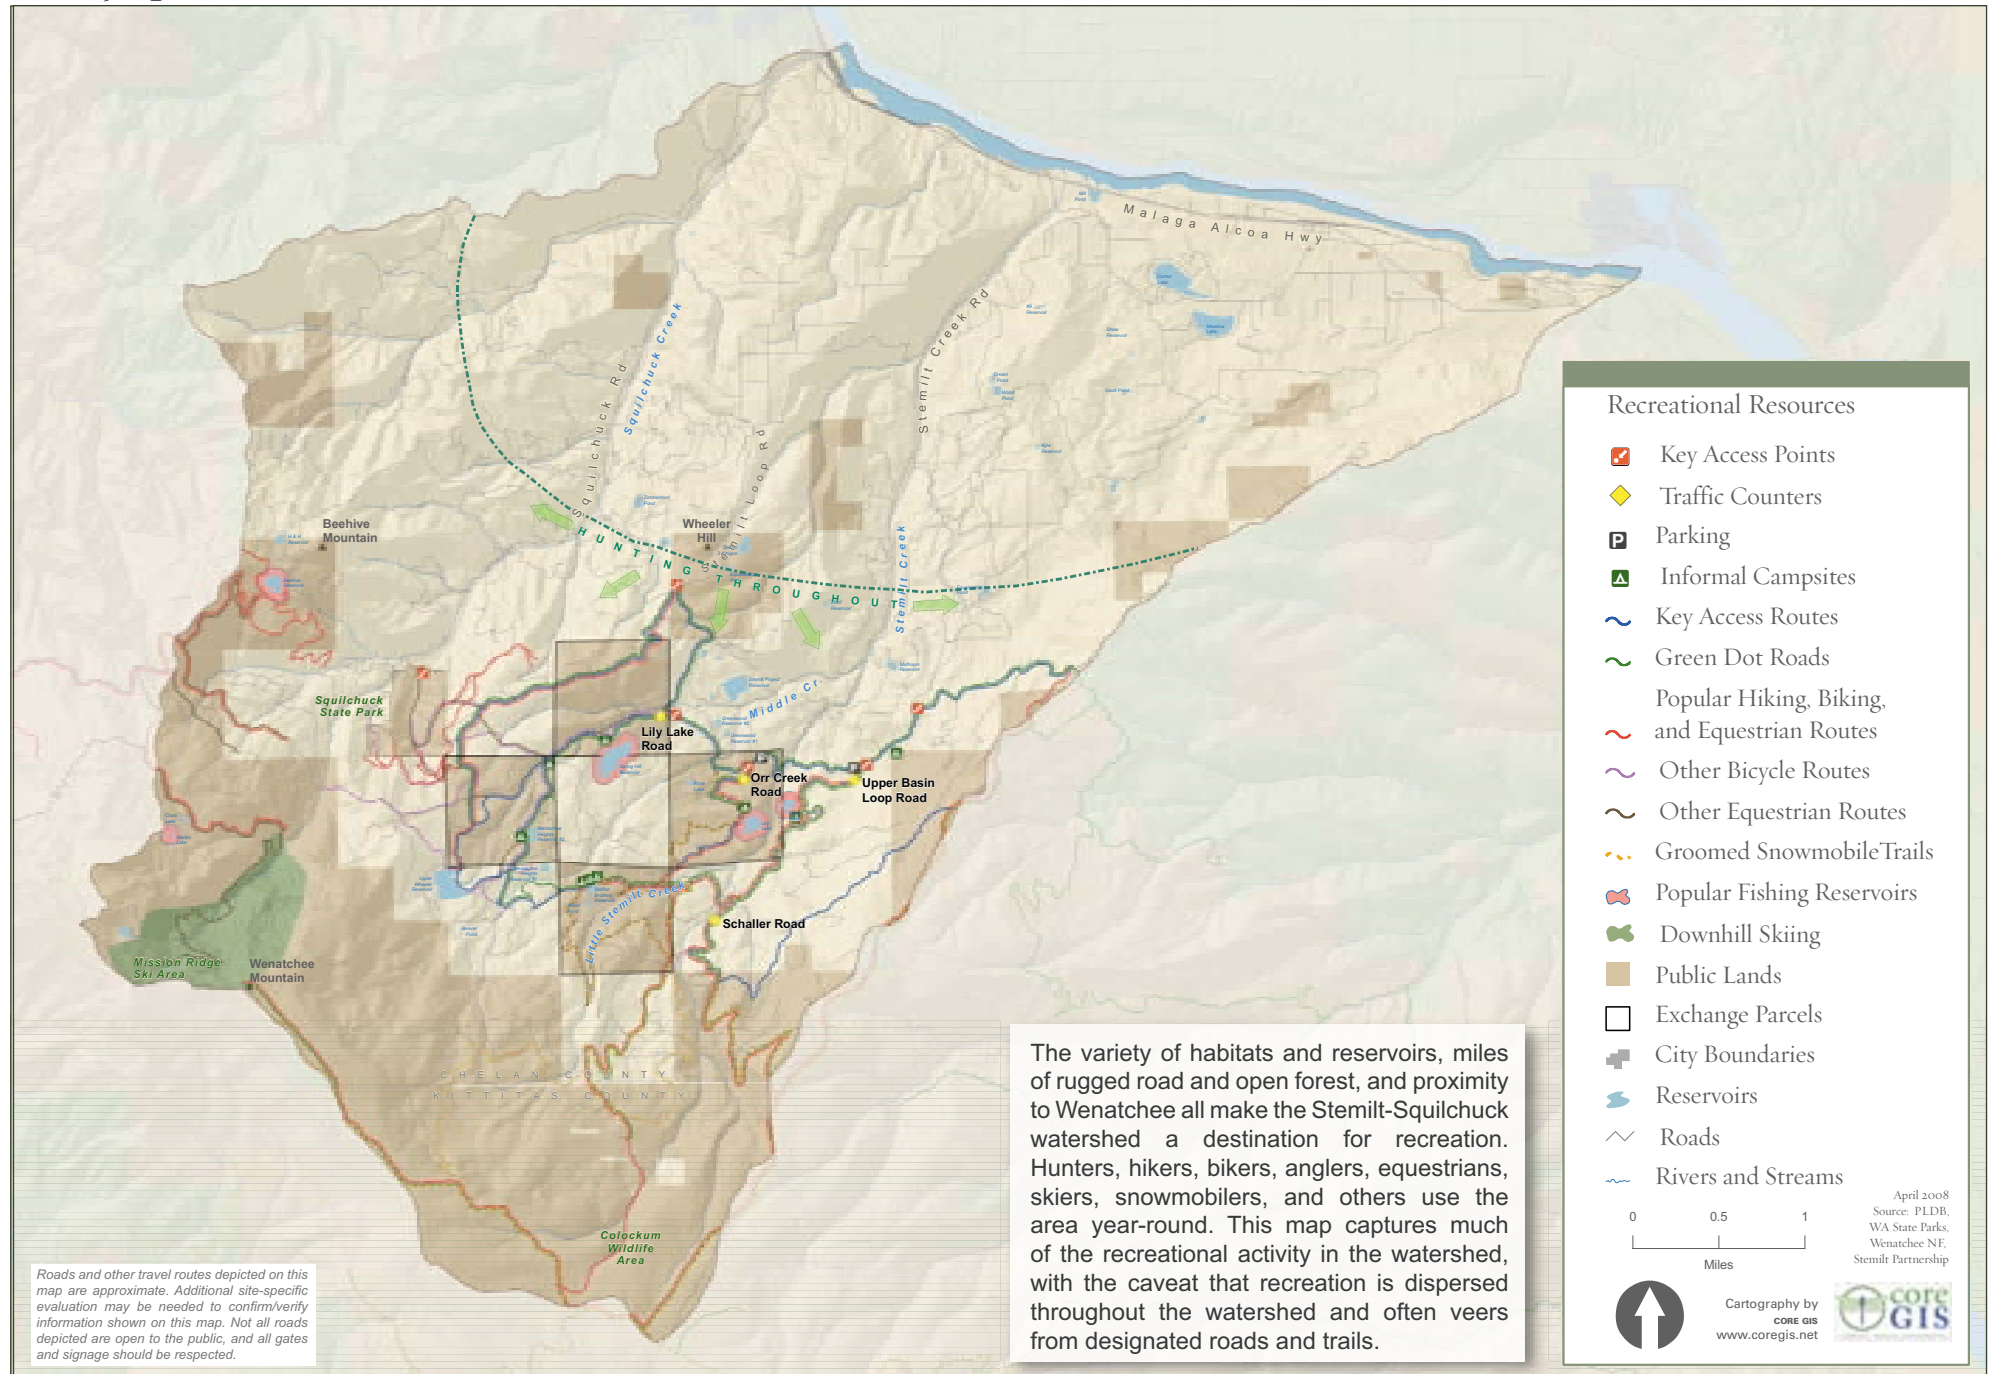 Malaga Alcoa Hwy
Stemilt Creek Rd
Squilchuck Creek
Squilchuck Rd
Stemilt Loop Rd
Stemilt Creek
Beehive
Mountain
Wheeler
Hill
HUNTING THROUGHOUT
Squilchuck
State Park
Middle Cr.
Lily Lake
Road
Orr Creek
Road
Upper Basin
Loop Road
Little Stemilt Creek
Schaller Road
Mission Ridge
Ski Area
Wenatchee
Mountain
CHELAN COUNTY
KITTITAS COUNTY
Colockum
Wildlife
Area
Roads and other travel routes depicted on this
map are approximate. Additional site-specific
evaluation may be needed to confirm/verify
information shown on this map. Not all roads
depicted are open to the public, and all gates
and signage should be respected.
The variety of habitats and reservoirs, miles
of rugged road and open forest, and proximity
to Wenatchee all make the Stemilt-Squilchuck
watershed a destination for recreation.
Hunters, hikers, bikers, anglers, equestrians,
skiers, snowmobilers, and others use the
area year-round. This map captures much
of the recreational activity in the watershed,
with the caveat that recreation is dispersed
throughout the watershed and often veers
from designated roads and trails.
Recreational Resources
Key Access Points
Traffic Counters
P Parking
Informal Campsites
Key Access Routes
Green Dot Roads
Popular Hiking, Biking,
and Equestrian Routes
Other Bicycle Routes
Other Equestrian Routes
Groomed SnowmobileTrails
Popular Fishing Reservoirs
Downhill Skiing
Public Lands
Exchange Parcels
City Boundaries
Reservoirs
Roads
Rivers and Streams
April 2008
Source: PLDB,
WA State Parks,
Wenatchee NF,
Stemilt Partnership
0 0.5 1
Miles
Cartography by
CORE GIS
www.coregis.net
core
GIS